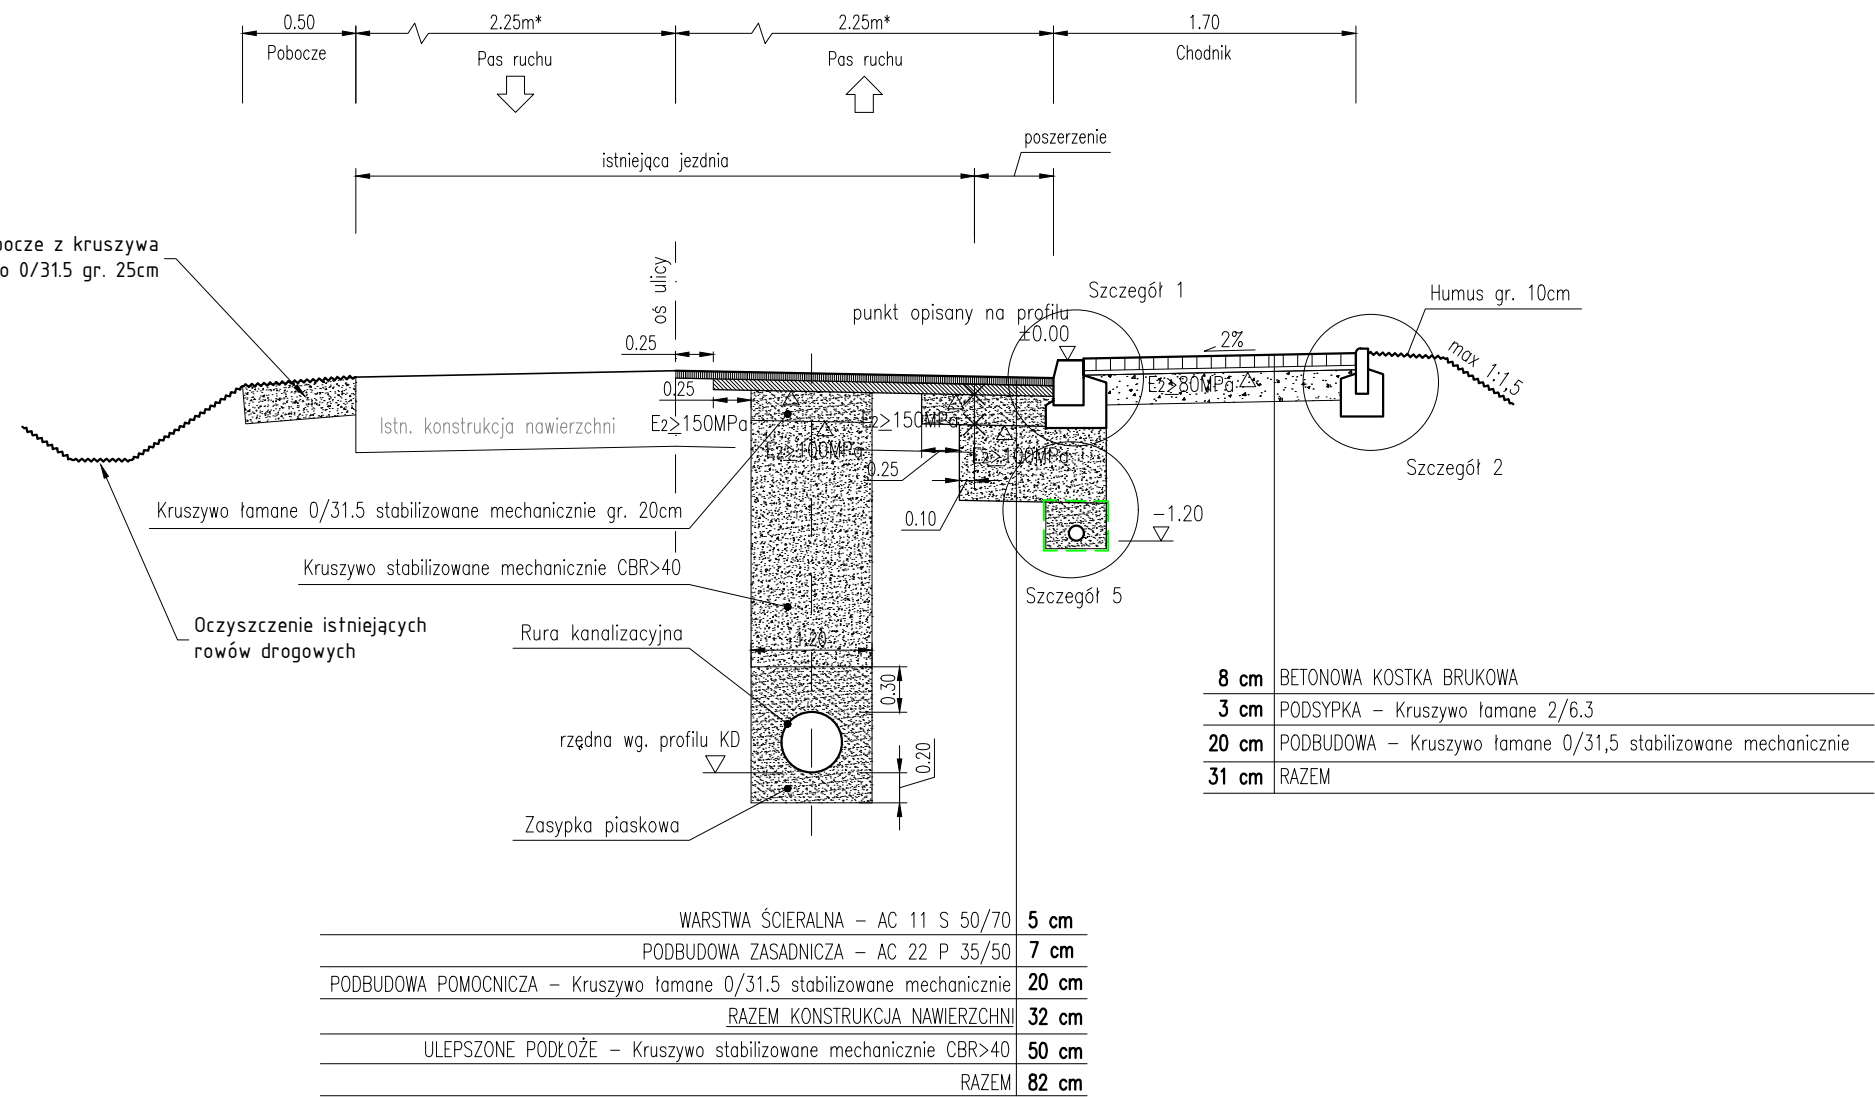 0.50
2.25m*
2.25m*
1.70
Pobocze
Pas ruchu
Pas ruchu
Chodnik
poszerzenie
istniejąca jezdnia
z kruszywa
0/31.5 gr. 25cm
oś ulicy
Szczegół 1
Humus gr. 10cm
punkt opisany na profilu
±0.00
2%
max 1:1,5
0.25
0.25
E2≥80MPa
Istn. konstrukcja nawierzchni
E2≥150MPa
E2≥150MPa
E2≥100MPa
E2≥100MPa
0.25
Szczegół 2
Kruszywo łamane 0/31.5 stabilizowane mechanicznie gr. 20cm
0.10
-1.20
Kruszywo stabilizowane mechanicznie CBR>40
Szczegół 5
Oczyszczenie istniejących
rowów drogowych
Rura kanalizacyjna
1.20
0.30
rzędna wg. profilu KD
0.20
Zasypka piaskowa
8 cm BETONOWA KOSTKA BRUKOWA
3 cm PODSYPKA – Kruszywo łamane 2/6.3
20 cm PODBUDOWA – Kruszywo łamane 0/31,5 stabilizowane mechanicznie
31 cm RAZEM
WARSTWA ŚCIERALNA – AC 11 S 50/70 5 cm
PODBUDOWA ZASADNICZA – AC 22 P 35/50 7 cm
PODBUDOWA POMOCNICZA – Kruszywo łamane 0/31.5 stabilizowane mechanicznie 20 cm
RAZEM KONSTRUKCJA NAWIERZCHNI 32 cm
ULEPSZONE PODŁOŻE – Kruszywo stabilizowane mechanicznie CBR>40 50 cm
RAZEM 82 cm